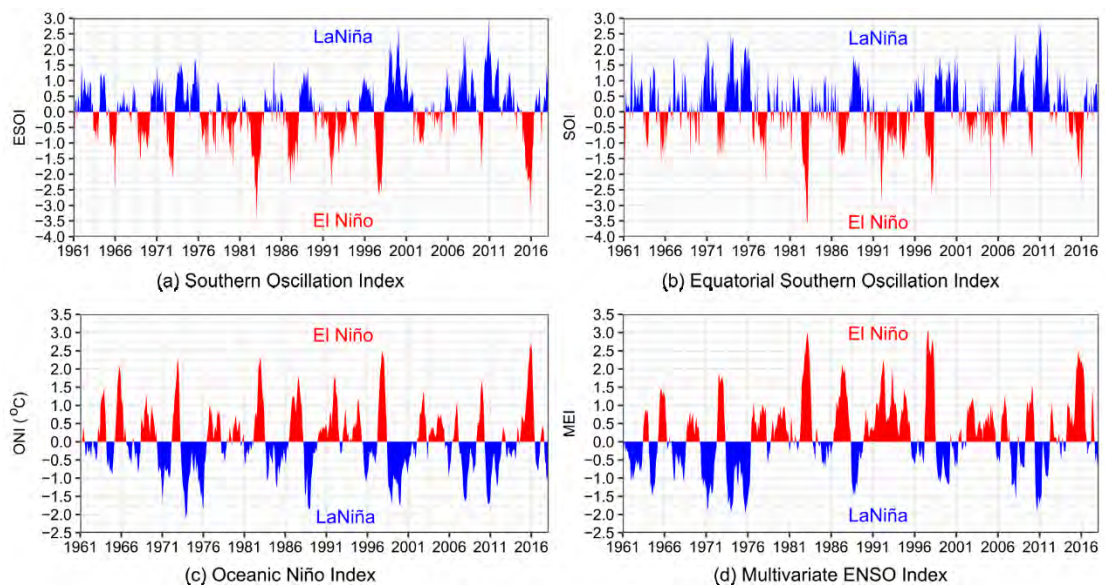 3.0
2.5
2.0
1.5
1.0
0.5
0.0
−0.5
−1.0
−1.5
−2.0
−2.5
−3.0
−3.5
−4.0
ESOI
LaNiña
El Niño
1961 1966 1971 1976 1981 1986 1991 1996 2001 2006 2011 2016
(a) Southern Oscillation Index
3.0
2.5
2.0
1.5
1.0
0.5
0.0
−0.5
−1.0
−1.5
−2.0
−2.5
−3.0
−3.5
−4.0
SOI
LaNiña
El Niño
1961 1966 1971 1976 1981 1986 1991 1996 2001 2006 2011 2016
(b) Equatorial Southern Oscillation Index
3.5
3.0
2.5
2.0
1.5
1.0
0.5
0.0
−0.5
−1.0
−1.5
−2.0
−2.5
ONI (°C)
El Niño
LaNiña
1961 1966 1971 1976 1981 1986 1991 1996 2001 2006 2011 2016
(c) Oceanic Niño Index
3.5
3.0
2.5
2.0
1.5
1.0
0.5
0.0
−0.5
−1.0
−1.5
−2.0
−2.5
MEI
El Niño
LaNiña
1961 1966 1971 1976 1981 1986 1991 1996 2001 2006 2011 2016
(d) Multivariate ENSO Index